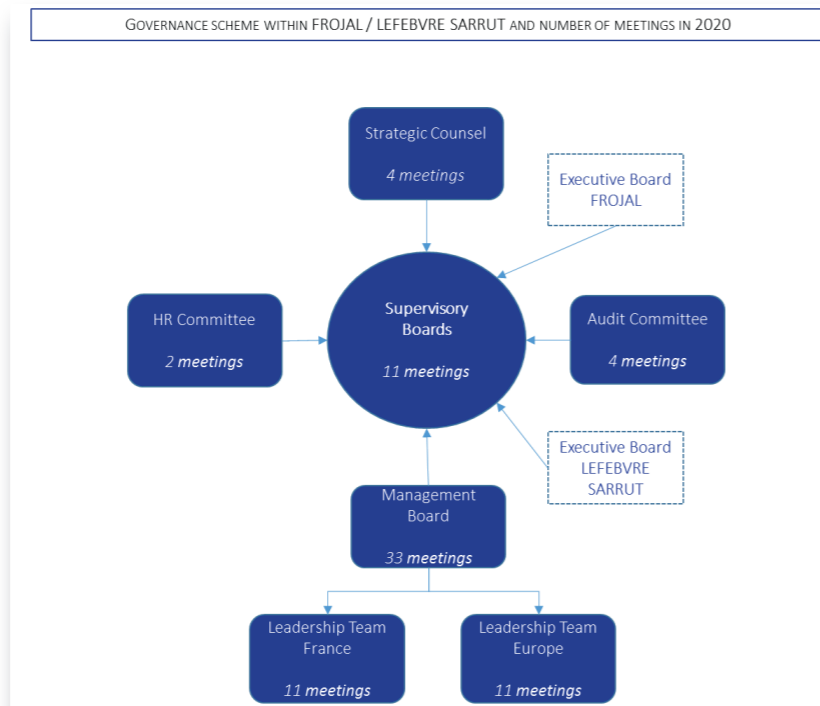 GOVERNANCE SCHEME WITHIN FROJAL / LEFEBVRE SARRUT AND NUMBER OF MEETINGS IN 2020
Strategic Counsel
4 meetings
Executive Board
FROJAL
HR Committee
2 meetings
Supervisory
Boards
11 meetings
Audit Committee
4 meetings
Executive Board
LEFEBVRE
SARRUT
Management
Board
33 meetings
Leadership Team
France
11 meetings
Leadership Team
Europe
11 meetings